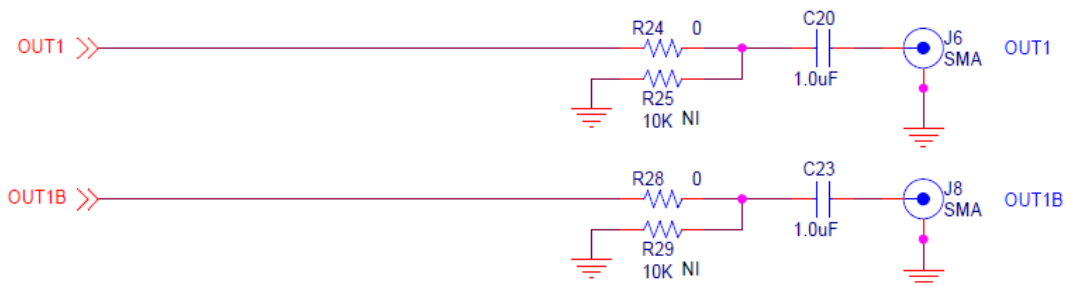 R24 0
C20
J6
OUT1
OUT1
SMA
1.0uF
R25
10K NI
R28 0
C23
J8
OUT1B
OUT1B
SMA
1.0uF
R29
10K NI